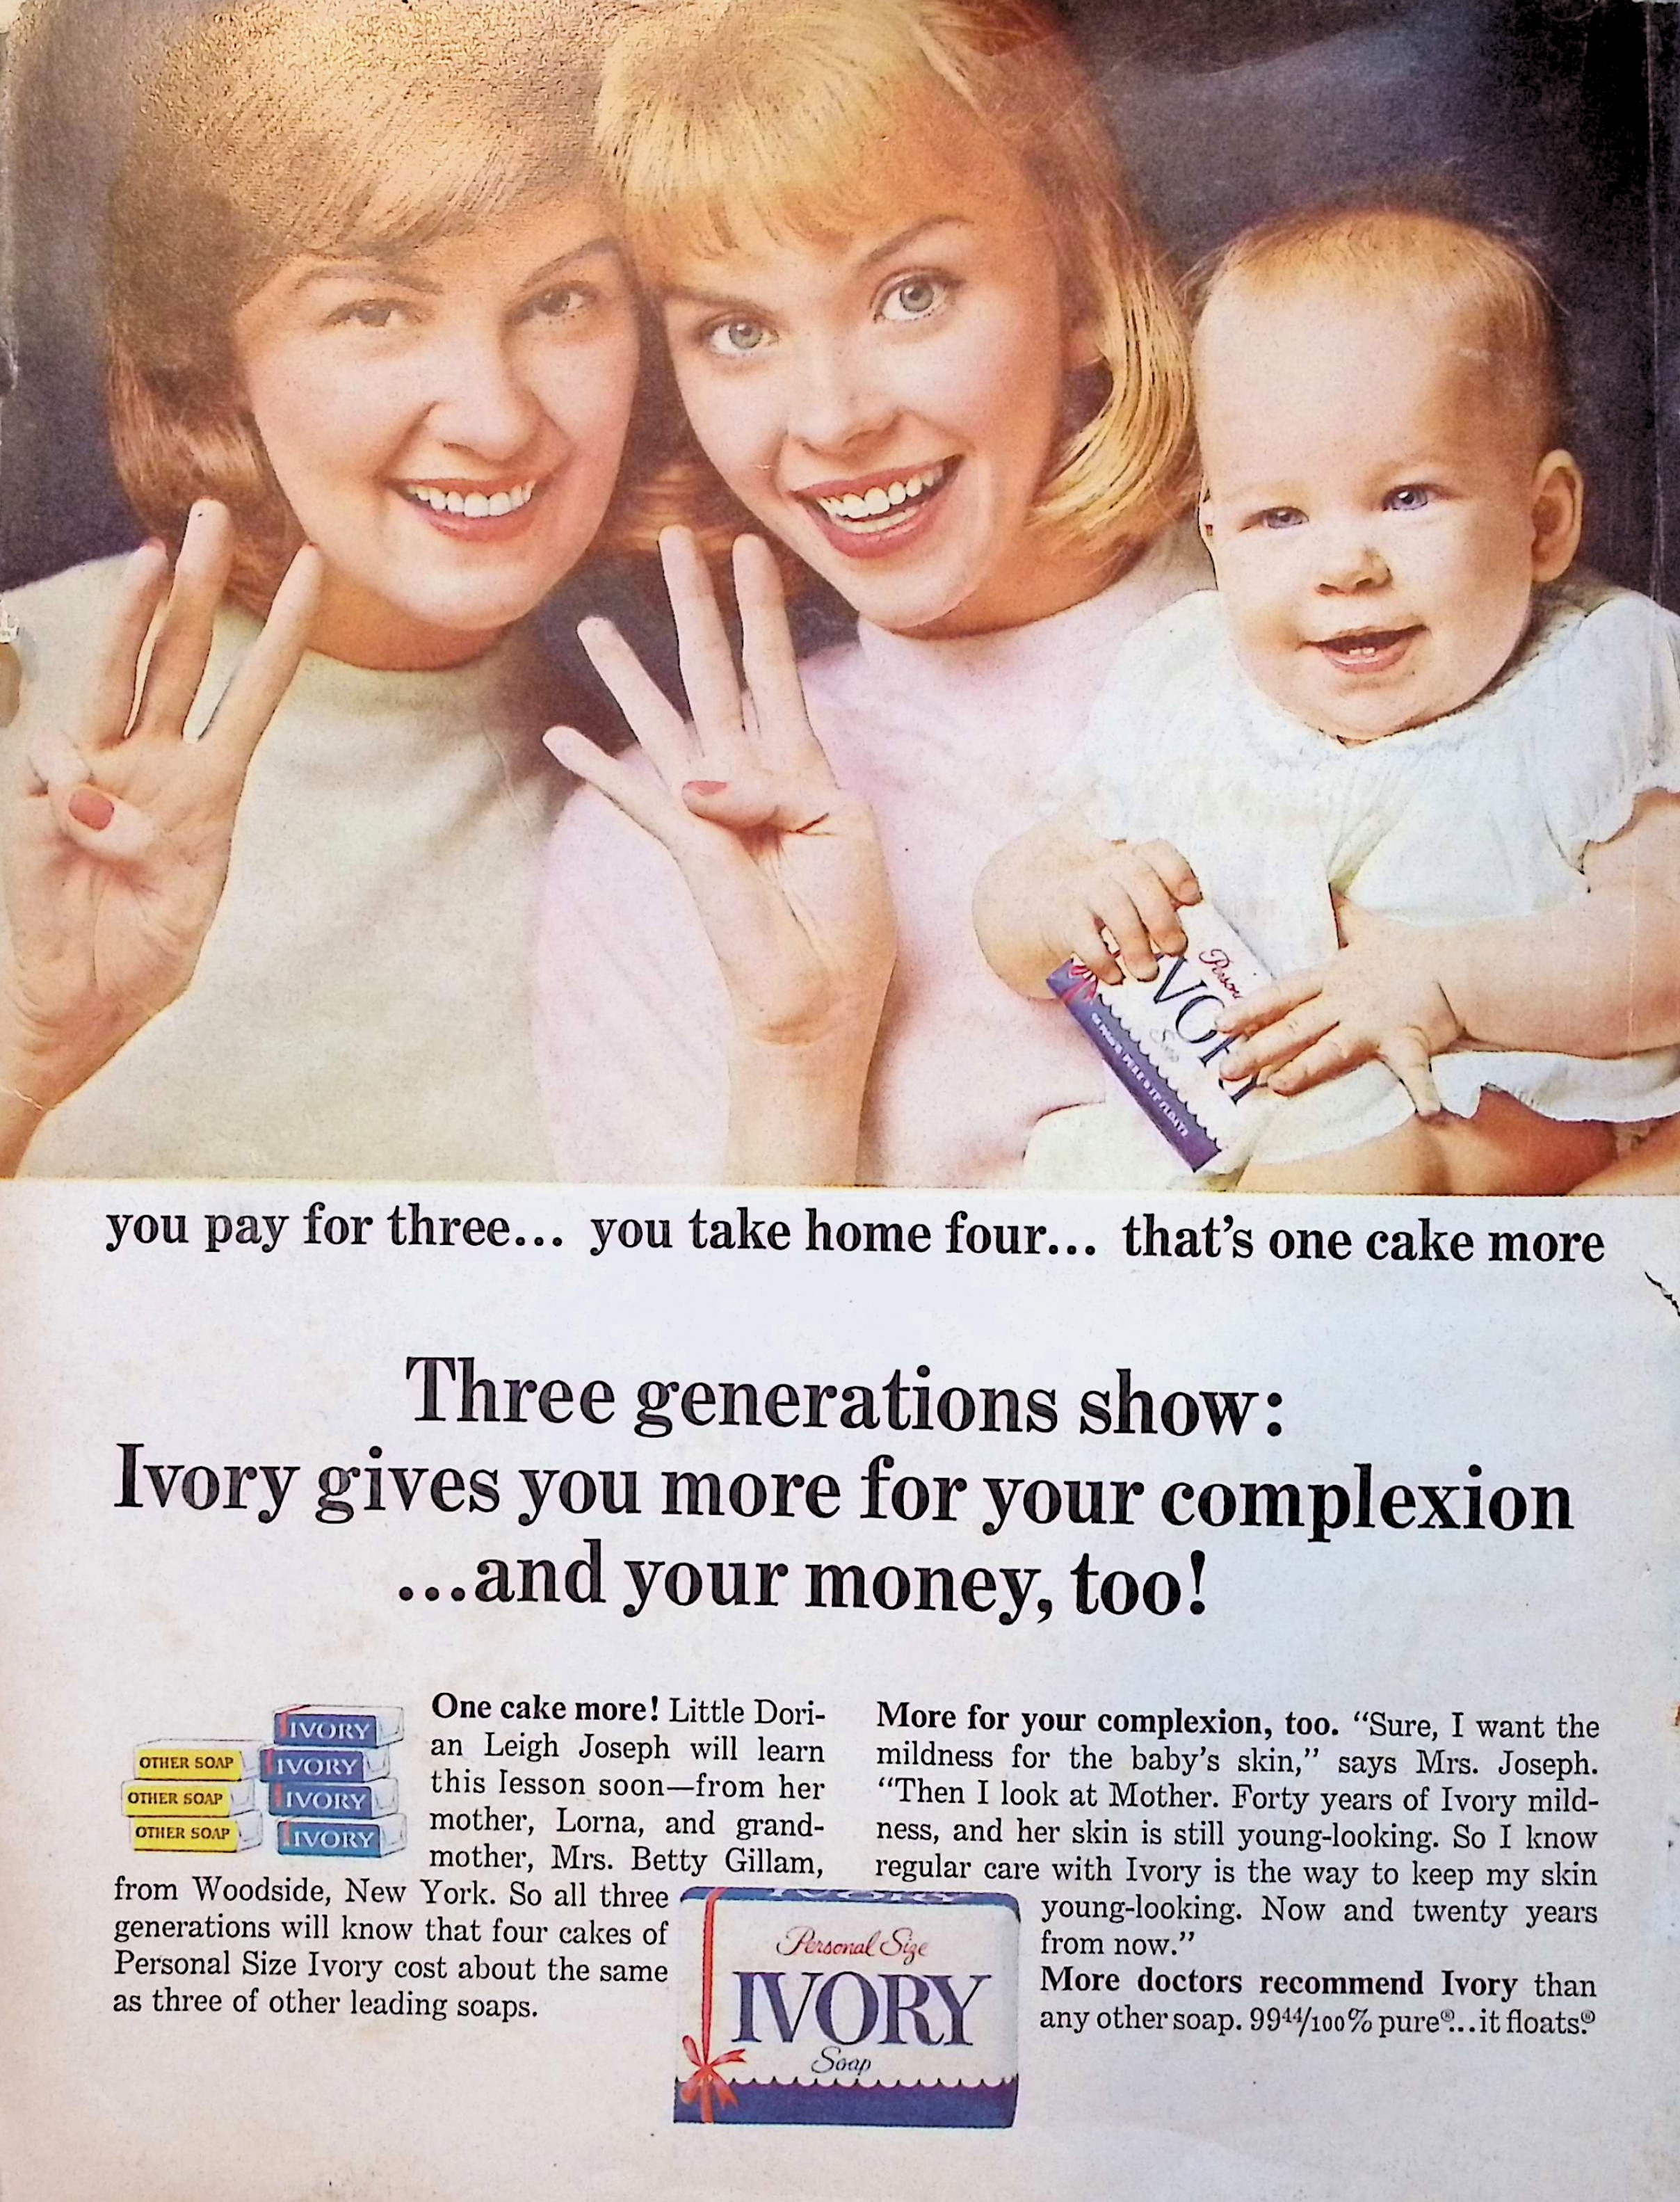 Person
IVORY
Soap
you pay for three... you take home four... that's one cake more
Three generations show:
Ivory gives you more for your complexion
...and your money, too!
IVORY
OTHER SOAP IVORY
OTHER SOAP IVORY
OTHER SOAP IVORY
One cake more! Little Dori-
an Leigh Joseph will learn
this lesson soon—from her
mother, Lorna, and grand-
mother, Mrs. Betty Gillam,
from Woodside, New York. So all three
generations will know that four cakes of
Personal Size Ivory cost about the same
as three of other leading soaps.
Personal Size
IVORY
Soap
More for your complexion, too. “Sure, I want the
mildness for the baby’s skin,” says Mrs. Joseph.
“Then I look at Mother. Forty years of Ivory mild-
ness, and her skin is still young-looking. So I know
regular care with Ivory is the way to keep my skin
young-looking. Now and twenty years
from now.”
More doctors recommend Ivory than
any other soap. 99⁴⁴/₁₀₀% pure®...it floats.®